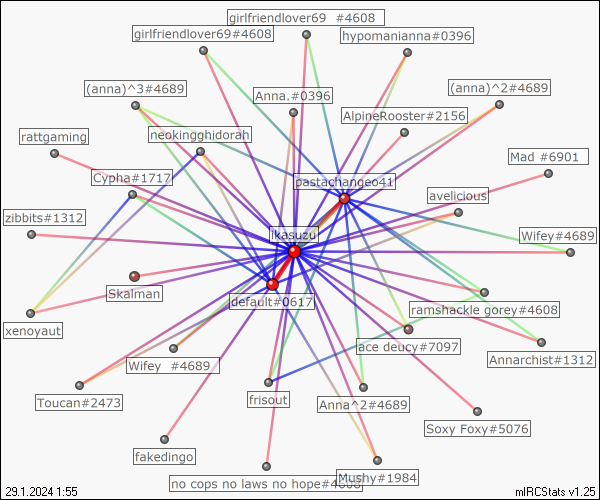 girlfriendlover69 #4608
girlfriendlover69#4608
hypomanianna#0396
(anna)^3#4689
(anna)^2#4689
Anna.#0396
AlpineRooster#2156
rattgaming
neokingghidorah
Mad #6901
Cypha#1717
pastachangeo41
avelicious
zibbits#1312
ikasuzu
Wifey#4689
Skalman
default#0617
ramshackle gorey#4608
xenoyaut
ace deucy#7097
Annarchist#1312
Wifey #4689
Toucan#2473
frisout
Anna^2#4689
Soxy Foxy#5076
fakedingo
no cops no laws no hope#4608
Mushy#1984
29.1.2024 1:55
mIRCStats v1.25